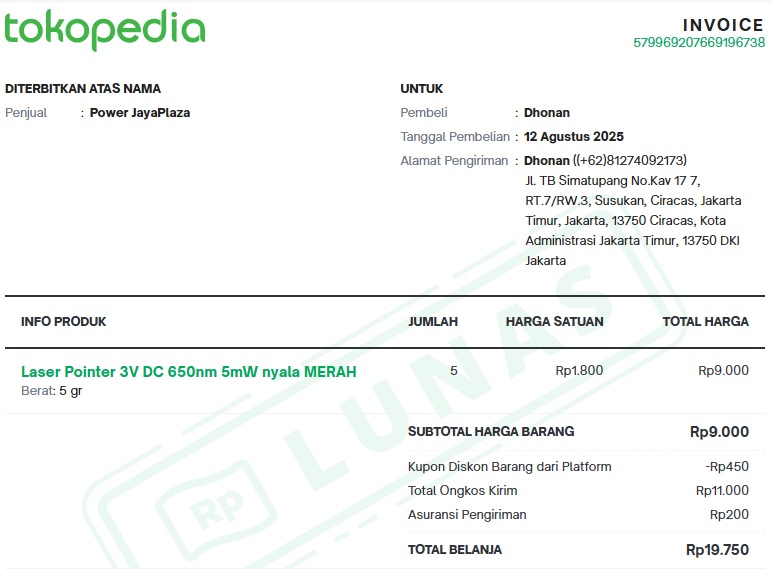 tokopedia
INVOICE
579969207669196738
DITERBITKAN ATAS NAMA
Penjual : Power JayaPlaza
UNTUK
Pembeli : Dhonan
Tanggal Pembelian : 12 Agustus 2025
Alamat Pengiriman : Dhonan ((+62)81274092173)
Jl. TB Simatupang No.Kav 17 7,
RT.7/RW.3, Susukan, Ciracas, Jakarta
Timur, Jakarta, 13750 Ciracas, Kota
Administrasi Jakarta Timur, 13750 DKI
Jakarta
INFO PRODUK JUMLAH HARGA SATUAN TOTAL HARGA
Laser Pointer 3V DC 650nm 5mW nyala MERAH 5 Rp1.800 Rp9.000
Berat: 5 gr
SUBTOTAL HARGA BARANG Rp9.000
Kupon Diskon Barang dari Platform -Rp450
Total Ongkos Kirim Rp11.000
Asuransi Pengiriman Rp200
TOTAL BELANJA Rp19.750
Rp LUNAS